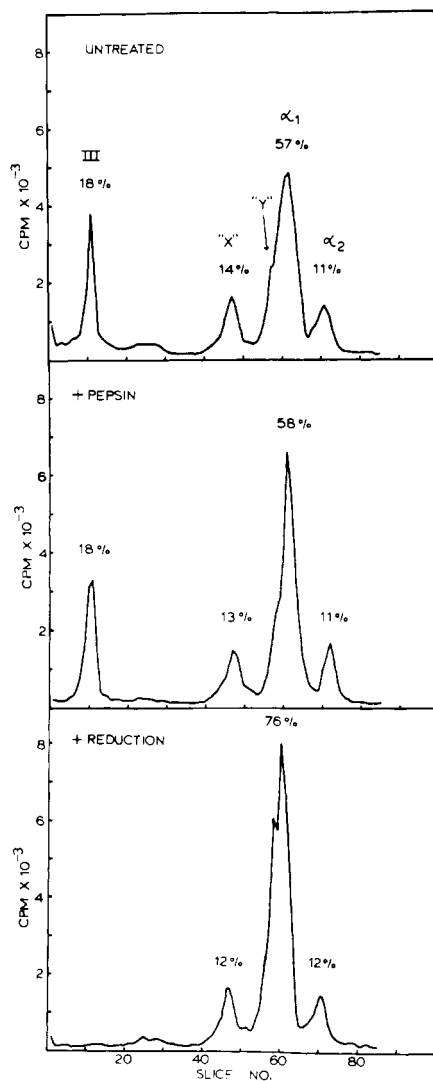 8
UNTREATED
α1
57%
III
18%
"Y"
"X"
14%
α2
11%
6
4
2
CPM X 10⁻³
8
+ PEPSIN
58%
6
4
18%
13%
11%
2
CPM X 10⁻³
76%
+ REDUCTION
8
6
4
12%
12%
2
CPM X 10⁻³
20 40 60 80
SLICE NO.